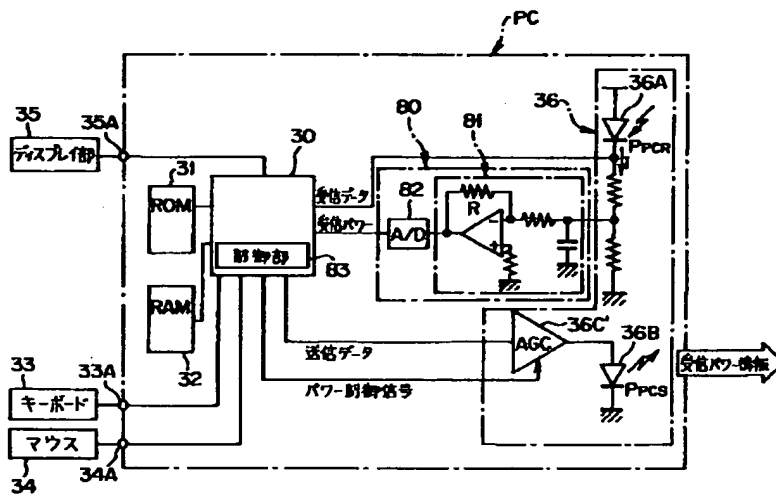 PC
36A
36
80
81
PPCR
35
35A
ディスプレイ部
30
31
ROM
受信データ
82
R
受信パワー
A/D
制御部
83
RAM
32
36C'
36B
AGC
送信データ
受信パワー情報
33
33A
キーボード
パワー制御信号
PPCS
マウス
34
34A